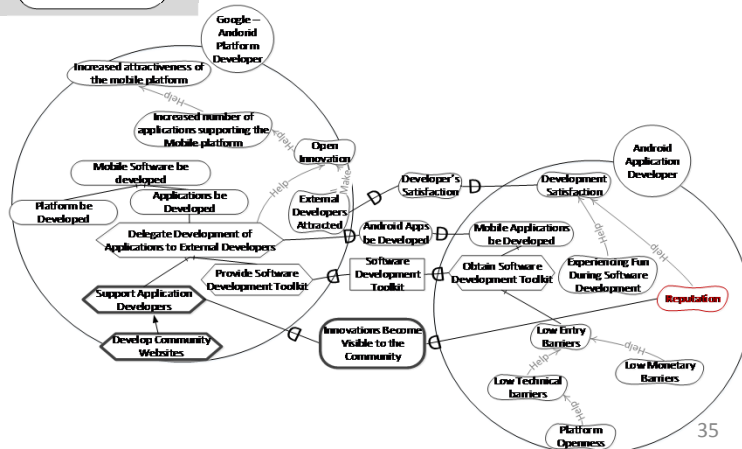 Google –
Andorid
Platform
Developer
Increased attractiveness of
the mobile platform
Help
Increased number of
applications supporting the
Mobile platform
Help
Open
Innovation
Mobile Software be
developed
Help
Make
Platform be
Developed
Applications be
Developed
External
Developers
Attracted
Delegate Development of
Applications to External Developers
Provide Software
Development Toolkit
Support Application
Developers
Develop Community
Websites
D
Developer's
Satisfaction
D
D
Android Apps
be Developed
D
D
Software
Development
Toolkit
D
D
Innovations Become
Visible to the
Community
D
Android
Application
Developer
Development
Satisfaction
Mobile Applications
be Developed
Help
Help
Obtain Software
Development Toolkit
Experiencing Fun
During Software
Development
Reputation
Low Entry
Barriers
Help
Help
Low Technical
barriers
Low Monetary
Barriers
Help
Platform
Openness
35